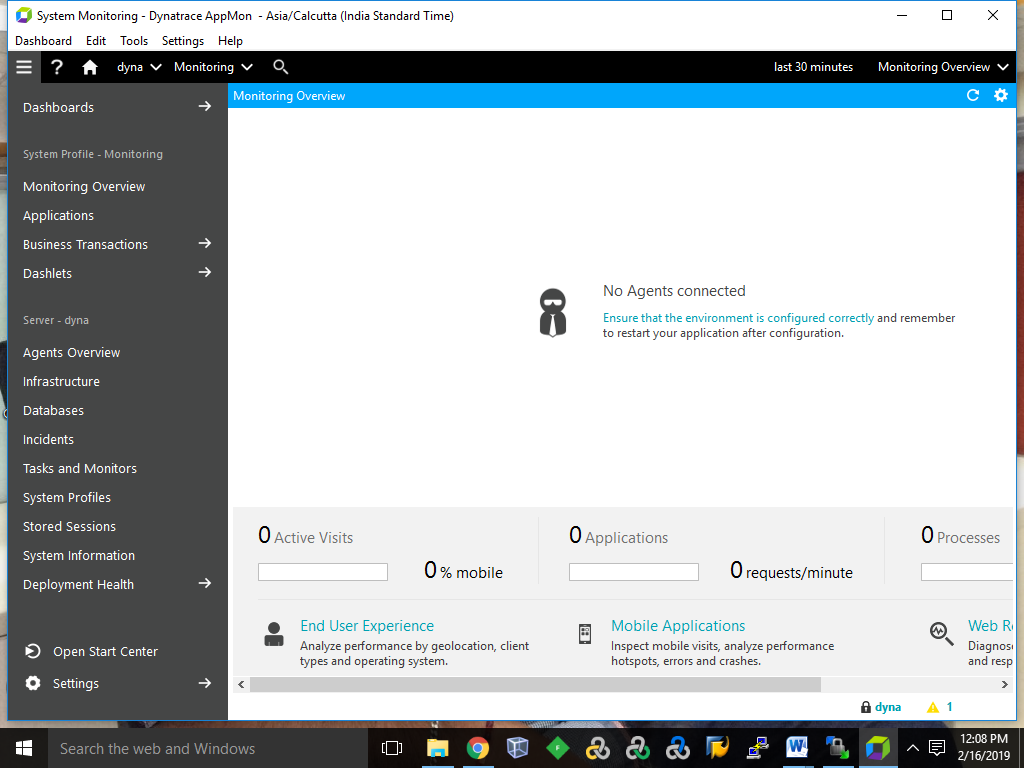 System Monitoring - Dynatrace AppMon - Asia/Calcutta (India Standard Time)
Dashboard Edit Tools Settings Help
? dyna Monitoring last 30 minutes Monitoring Overview
Dashboards
System Profile - Monitoring
Monitoring Overview
Applications
Business Transactions
Dashlets
Server - dyna
Agents Overview
Infrastructure
Databases
Incidents
Tasks and Monitors
System Profiles
Stored Sessions
System Information
Deployment Health
Open Start Center
Settings
Monitoring Overview
No Agents connected
Ensure that the environment is configured correctly and remember
to restart your application after configuration.
0 Active Visits
0 % mobile
0 Applications
0 requests/minute
0 Processes
End User Experience
Analyze performance by geolocation, client
types and operating system.
Mobile Applications
Inspect mobile visits, analyze performance
hotspots, errors and crashes.
Web R
Diagnos
and resp
dyna 1
Search the web and Windows
12:08 PM
2/16/2019